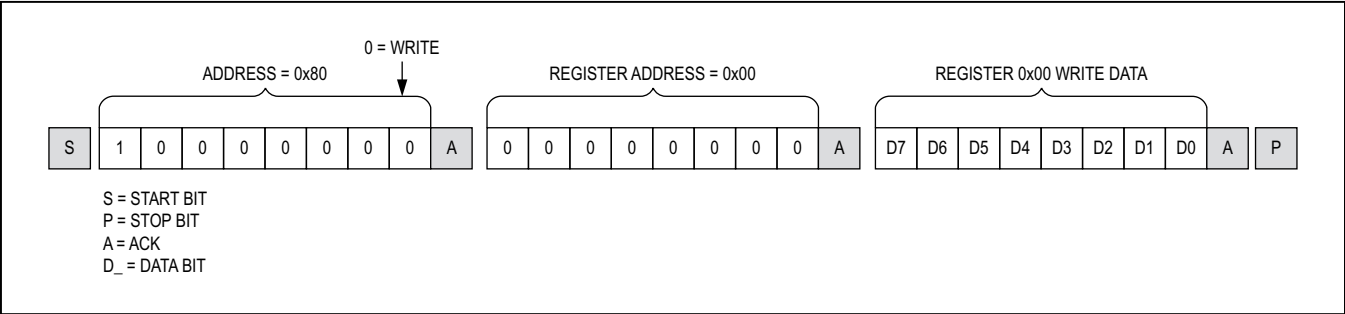 0 = WRITE
ADDRESS = 0x80 REGISTER ADDRESS = 0x00 REGISTER 0x00 WRITE DATA
S 1 0 0 0 0 0 0 0 A 0 0 0 0 0 0 0 0 A D7 D6 D5 D4 D3 D2 D1 D0 A P
S = START BIT
P = STOP BIT
A = ACK
D_ = DATA BIT